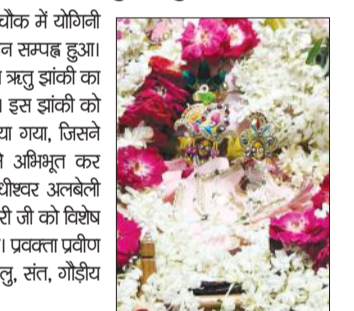 चौक में योगिनी
न सम्पन्न हुआ।
ऋतु झांकी का
। इस झांकी को
या गया, जिसने
अभिभूत कर
धीश्वर अलबेली
री जी को विशेष
। प्रवक्ता प्रवीण
लु, संत, गौड़ीय